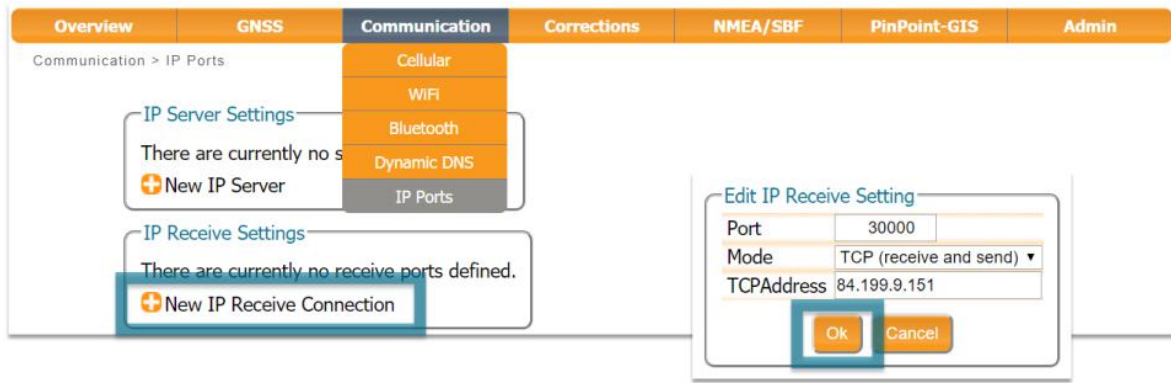 Overview GNSS Communication Corrections NMEA/SBF PinPoint-GIS Admin
Communication > IP Ports
Cellular
WiFi
Bluetooth
Dynamic DNS
IP Ports
IP Server Settings
There are currently no s
New IP Server
IP Receive Settings
There are currently no receive ports defined.
New IP Receive Connection
Edit IP Receive Setting
Port 30000
Mode TCP (receive and send)
TCPAddress 84.199.9.151
Ok Cancel